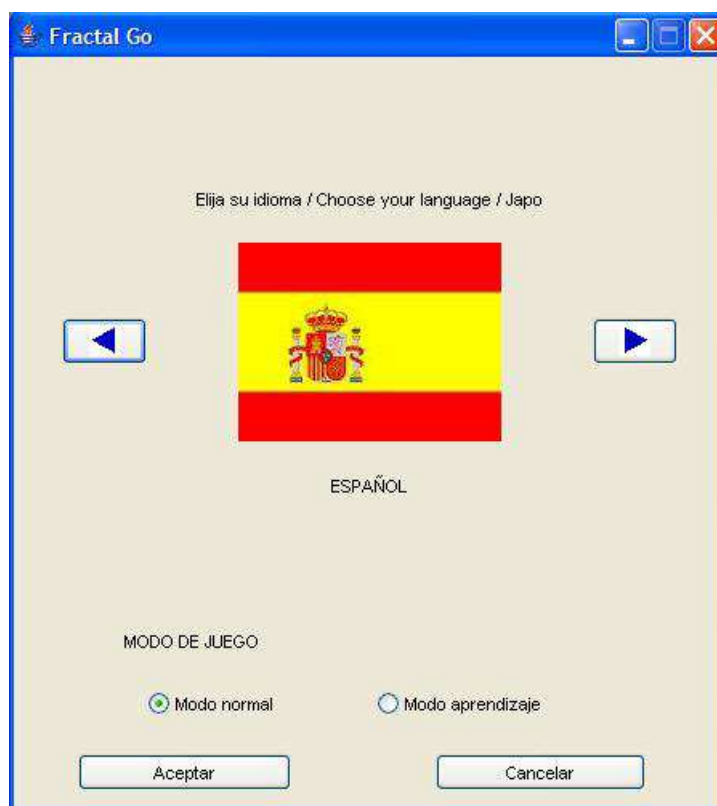 Fractal Go
Elija su idioma / Choose your language / Japo
ESPAÑOL
MODO DE JUEGO
Modo normal Modo aprendizaje
Aceptar Cancelar